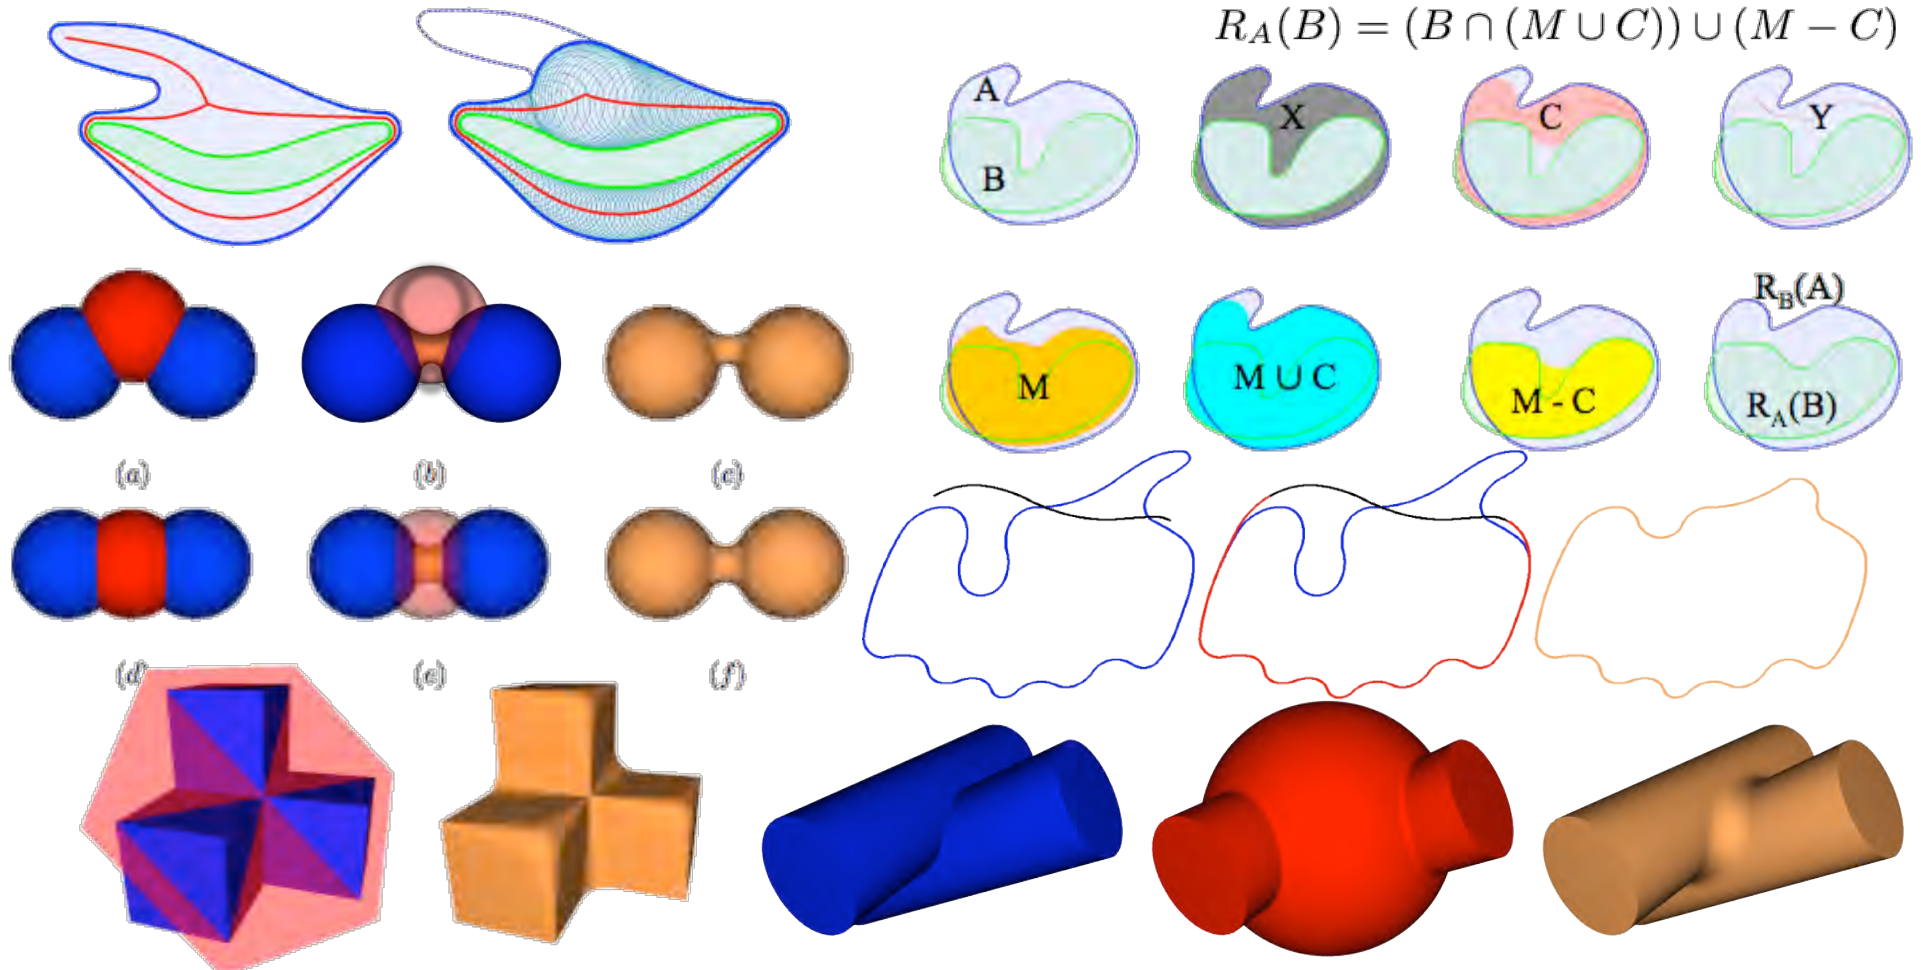 R_A(B) = (B ∩ (M ∪ C)) ∪ (M − C)
A
B
X
C
Y
M
M ∪ C
M - C
R_B(A)
R_A(B)
(a)
(b)
(c)
(d)
(e)
(f)